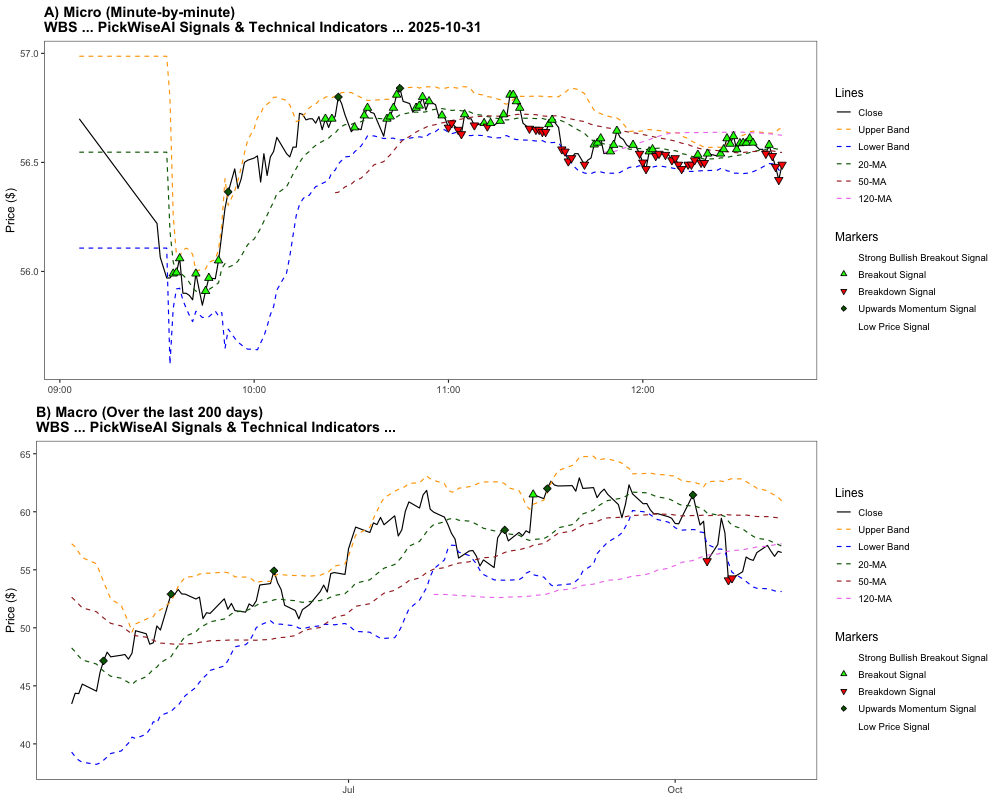 A) Micro (Minute-by-minute)
WBS ... PickWiseAI Signals & Technical Indicators ... 2025-10-31
57.0
56.5
56.0
Price ($)
09:00
10:00
11:00
12:00
Lines
Close
Upper Band
Lower Band
20-MA
50-MA
120-MA
Markers
Strong Bullish Breakout Signal
Breakout Signal
Breakdown Signal
Upwards Momentum Signal
Low Price Signal
B) Macro (Over the last 200 days)
WBS ... PickWiseAI Signals & Technical Indicators ...
65
60
55
50
45
40
Price ($)
Jul
Oct
Lines
Close
Upper Band
Lower Band
20-MA
50-MA
120-MA
Markers
Strong Bullish Breakout Signal
Breakout Signal
Breakdown Signal
Upwards Momentum Signal
Low Price Signal